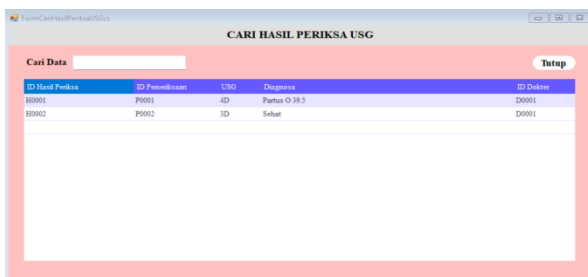 FormCariHasilPeriksaUSGcs
CARI HASIL PERIKSA USG
Cari Data
Tutup
ID Hasil Periksa ID Pemeriksaan USG Diagnosa ID Dokter
H0001 P0001 4D Partus O 39.5 D0001
H0002 P0002 3D Sehat D0001